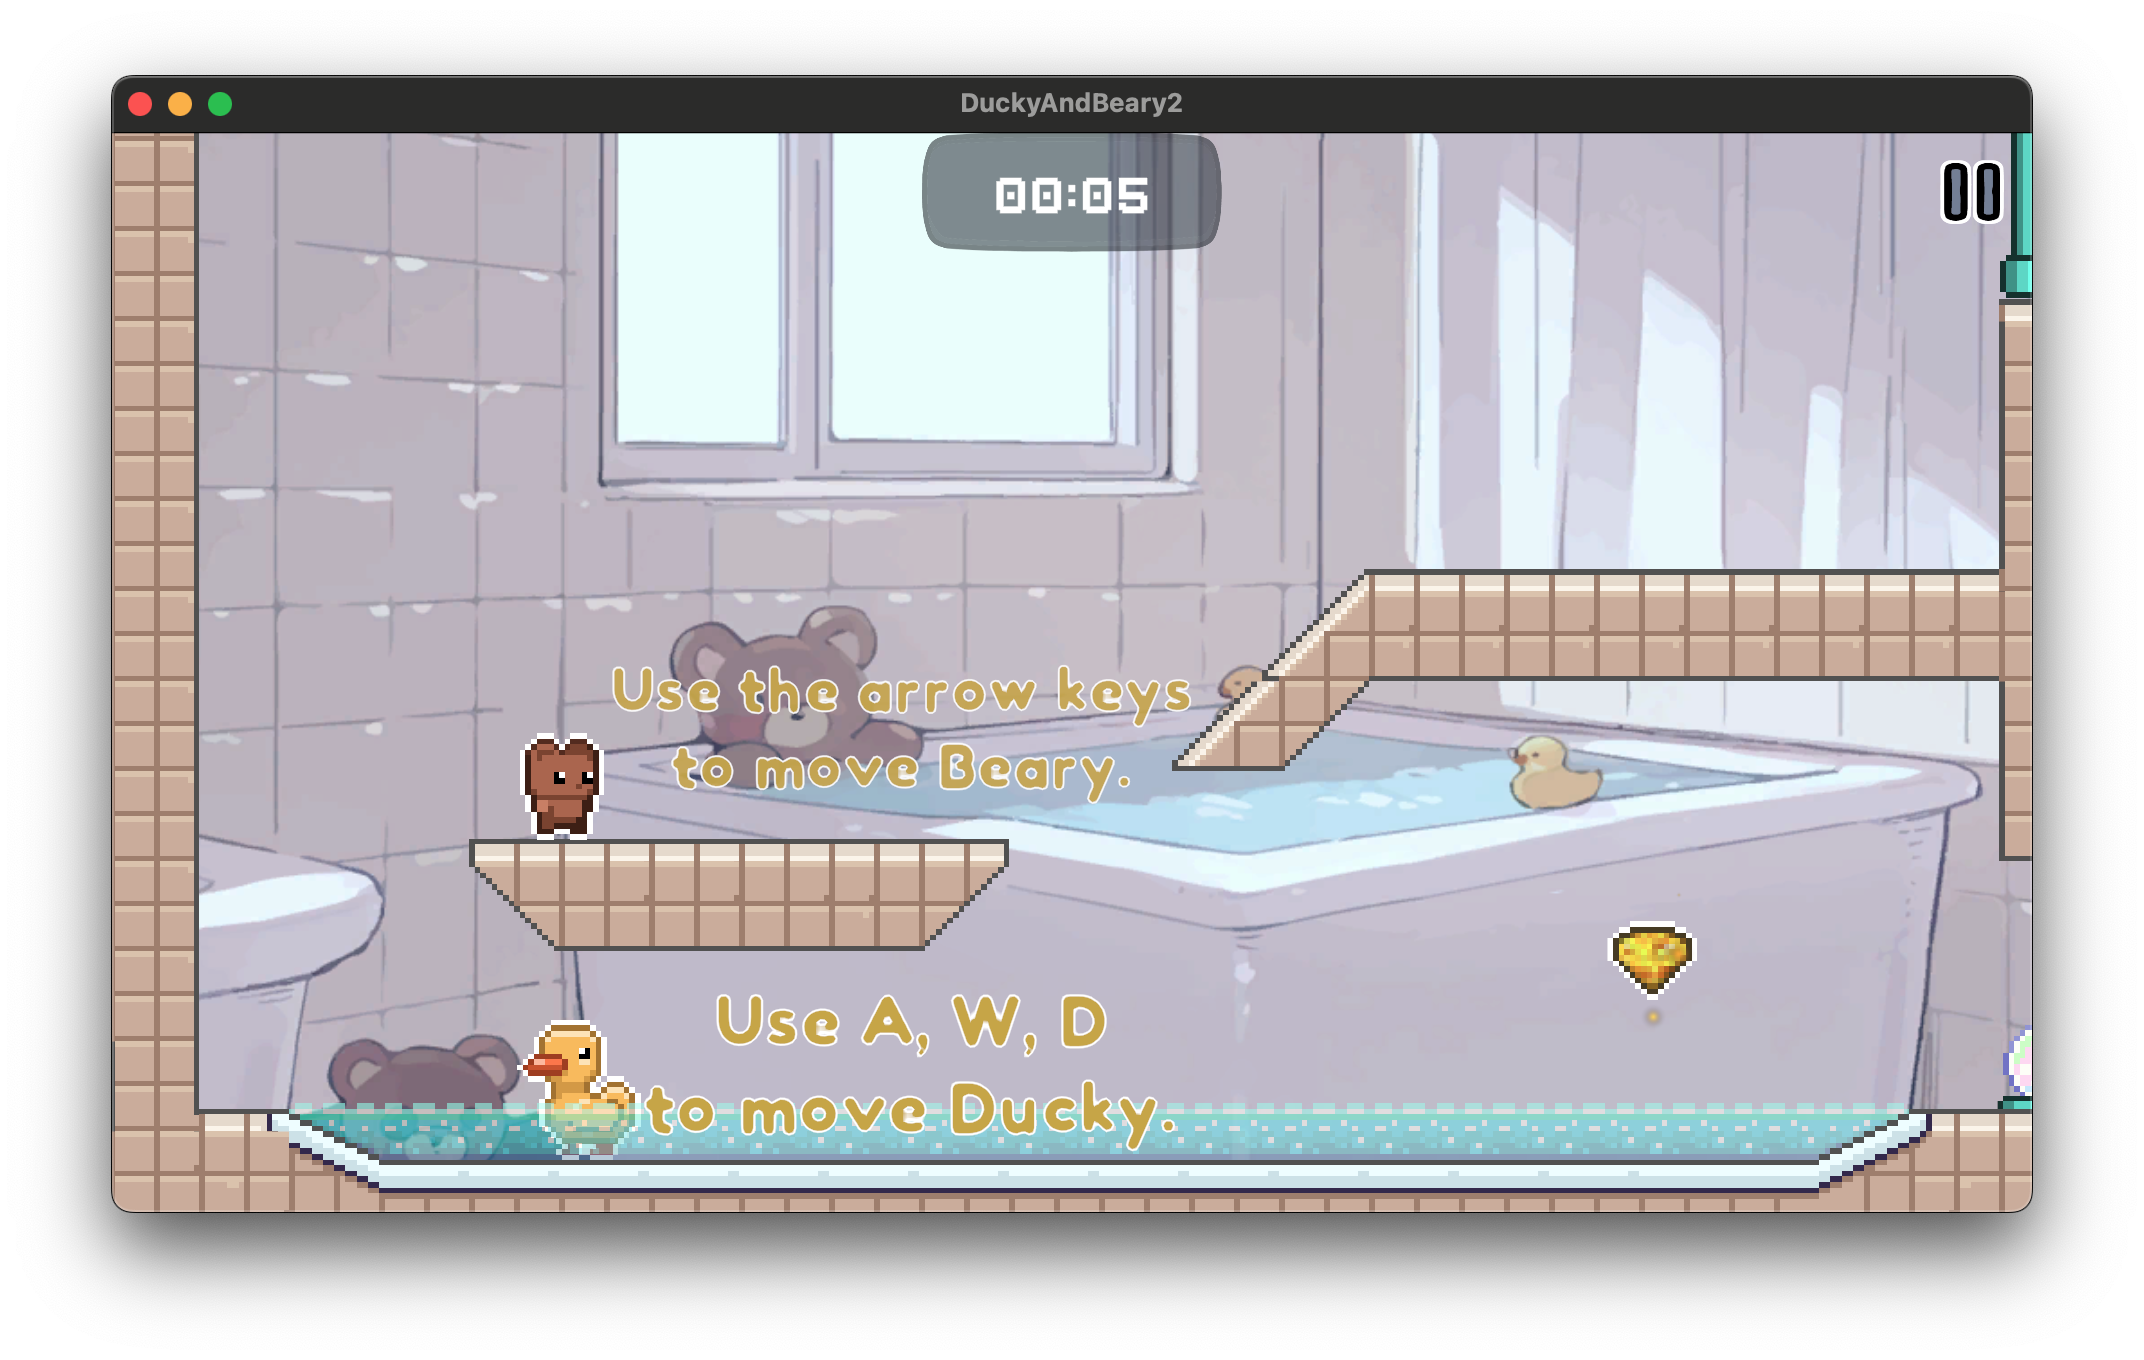 DuckyAndBeary2
00:05
Use the arrow keys
to move Beary.
Use A, W, D
to move Ducky.